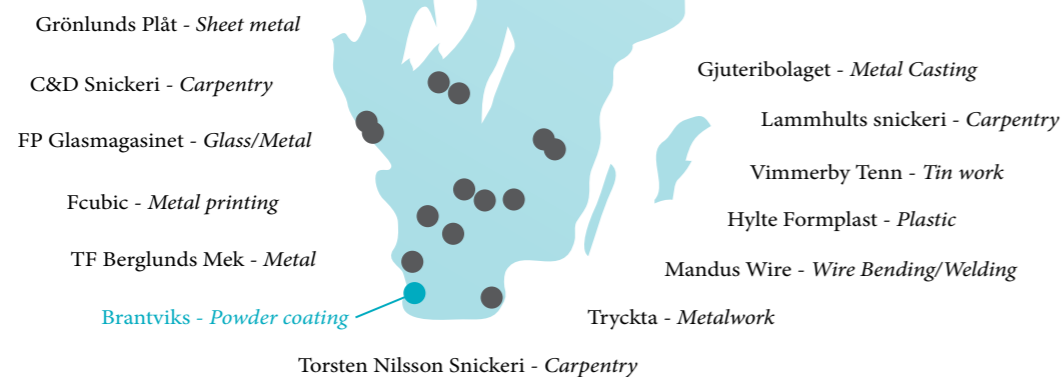 Grönlunds Plåt - Sheet metal
C&D Snickeri - Carpentry
FP Glasmagasinet - Glass/Metal
Fcubic - Metal printing
TF Berglunds Mek - Metal
Brantviks - Powder coating
Torsten Nilsson Snickeri - Carpentry
Gjuteribolaget - Metal Casting
Lammhults snickeri - Carpentry
Vimmerby Tenn - Tin work
Hylte Formplast - Plastic
Mandus Wire - Wire Bending/Welding
Tryckta - Metalwork